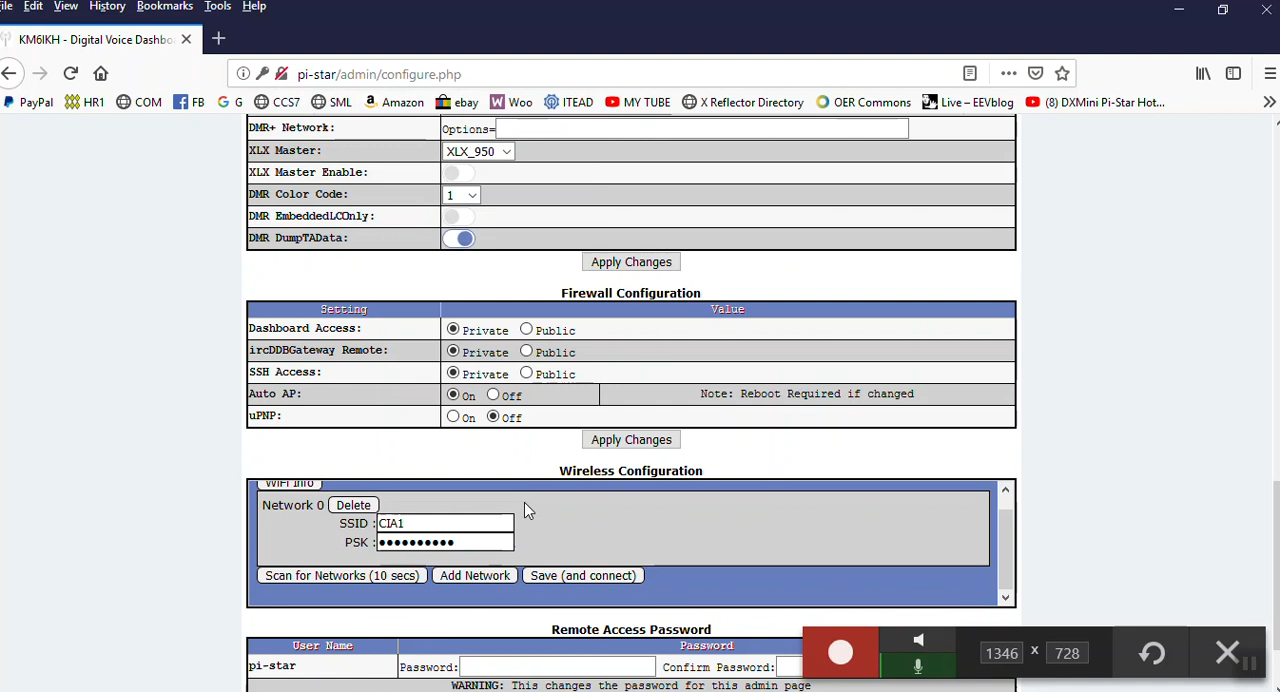 ile Edit View History Bookmarks Tools Help
KM6IKH - Digital Voice Dashbo
pi-star/admin/configure.php
PayPal HR1 COM FB G CCS7 SML Amazon ebay Woo ITEAD MY TUBE X Reflector Directory OER Commons Live – EEVblog (8) DXMini Pi-Star Hot...
DMR+ Network: Options=
XLX Master: XLX_950
XLX Master Enable:
DMR Color Code: 1
DMR EmbeddedLCOnly:
DMR DumpTAData:
Apply Changes
Firewall Configuration
Setting Value
Dashboard Access: Private Public
ircDDBGateway Remote: Private Public
SSH Access: Private Public
Auto AP: On Off Note: Reboot Required if changed
uPNP: On Off
Apply Changes
Wireless Configuration
WiFi Info
Network 0 Delete
SSID : CIA1
PSK : ●●●●●●●●●●
Scan for Networks (10 secs) Add Network Save (and connect)
Remote Access Password
User Name Password
pi-star Password: Confirm Password:
WARNING: This changes the password for this admin page
1346 x 728